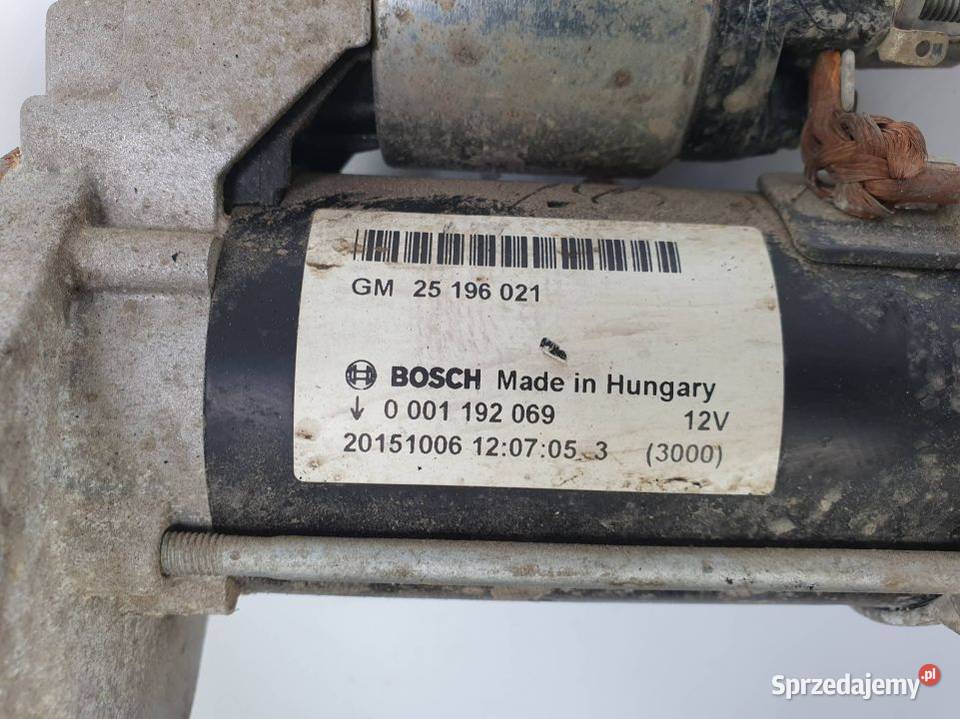 GM 25 196 021
BOSCH Made in Hungary
↓ 0 001 192 069 12V
20151006 12:07:05 3 (3000)
Sprzedajemy.pl